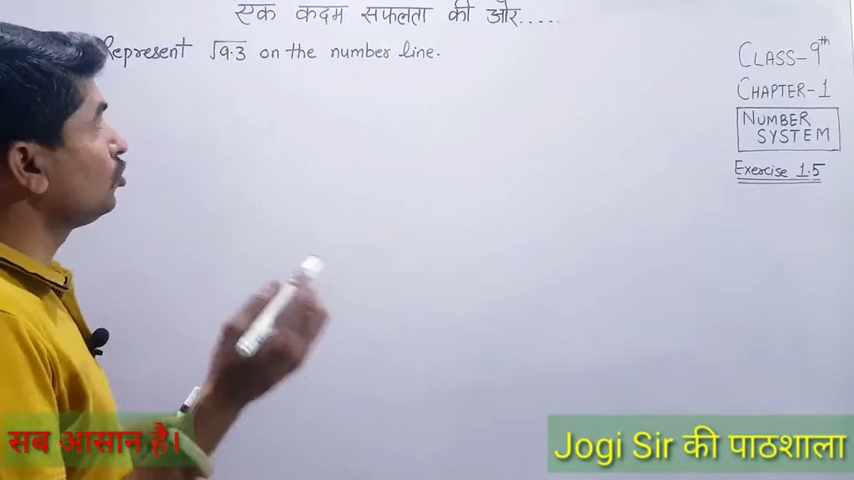 एक कदम सफलता की ओर.....
Represent √9.3 on the number line.
CLASS-9th
CHAPTER-1
NUMBER
SYSTEM
Exercise 1.5
सब आसान है।
Jogi Sir की पाठशाला